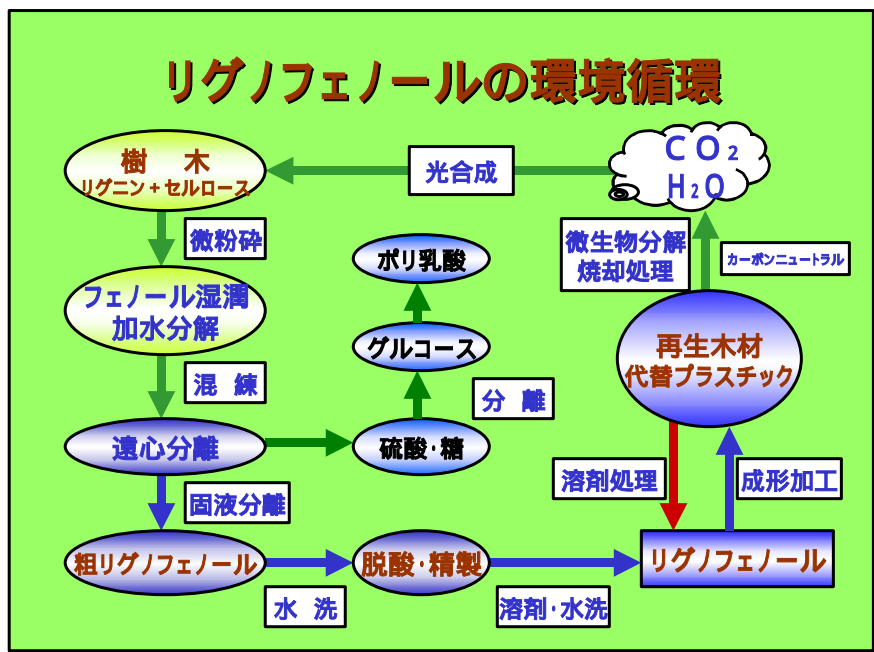 リグノフェノールの環境循環
樹 木
リグニン＋セルロース
光合成
ＣＯ₂
Ｈ₂Ｏ
微粉砕
ポリ乳酸
微生物分解
焼却処理
カーボンニュートラル
フェノール湿潤
加水分解
グルコース
再生木材
代替プラスチック
混 練
分 離
遠心分離
硫酸・糖
溶剤処理
成形加工
固液分離
粗リグノフェノール
脱酸・精製
リグノフェノール
水 洗
溶剤・水洗